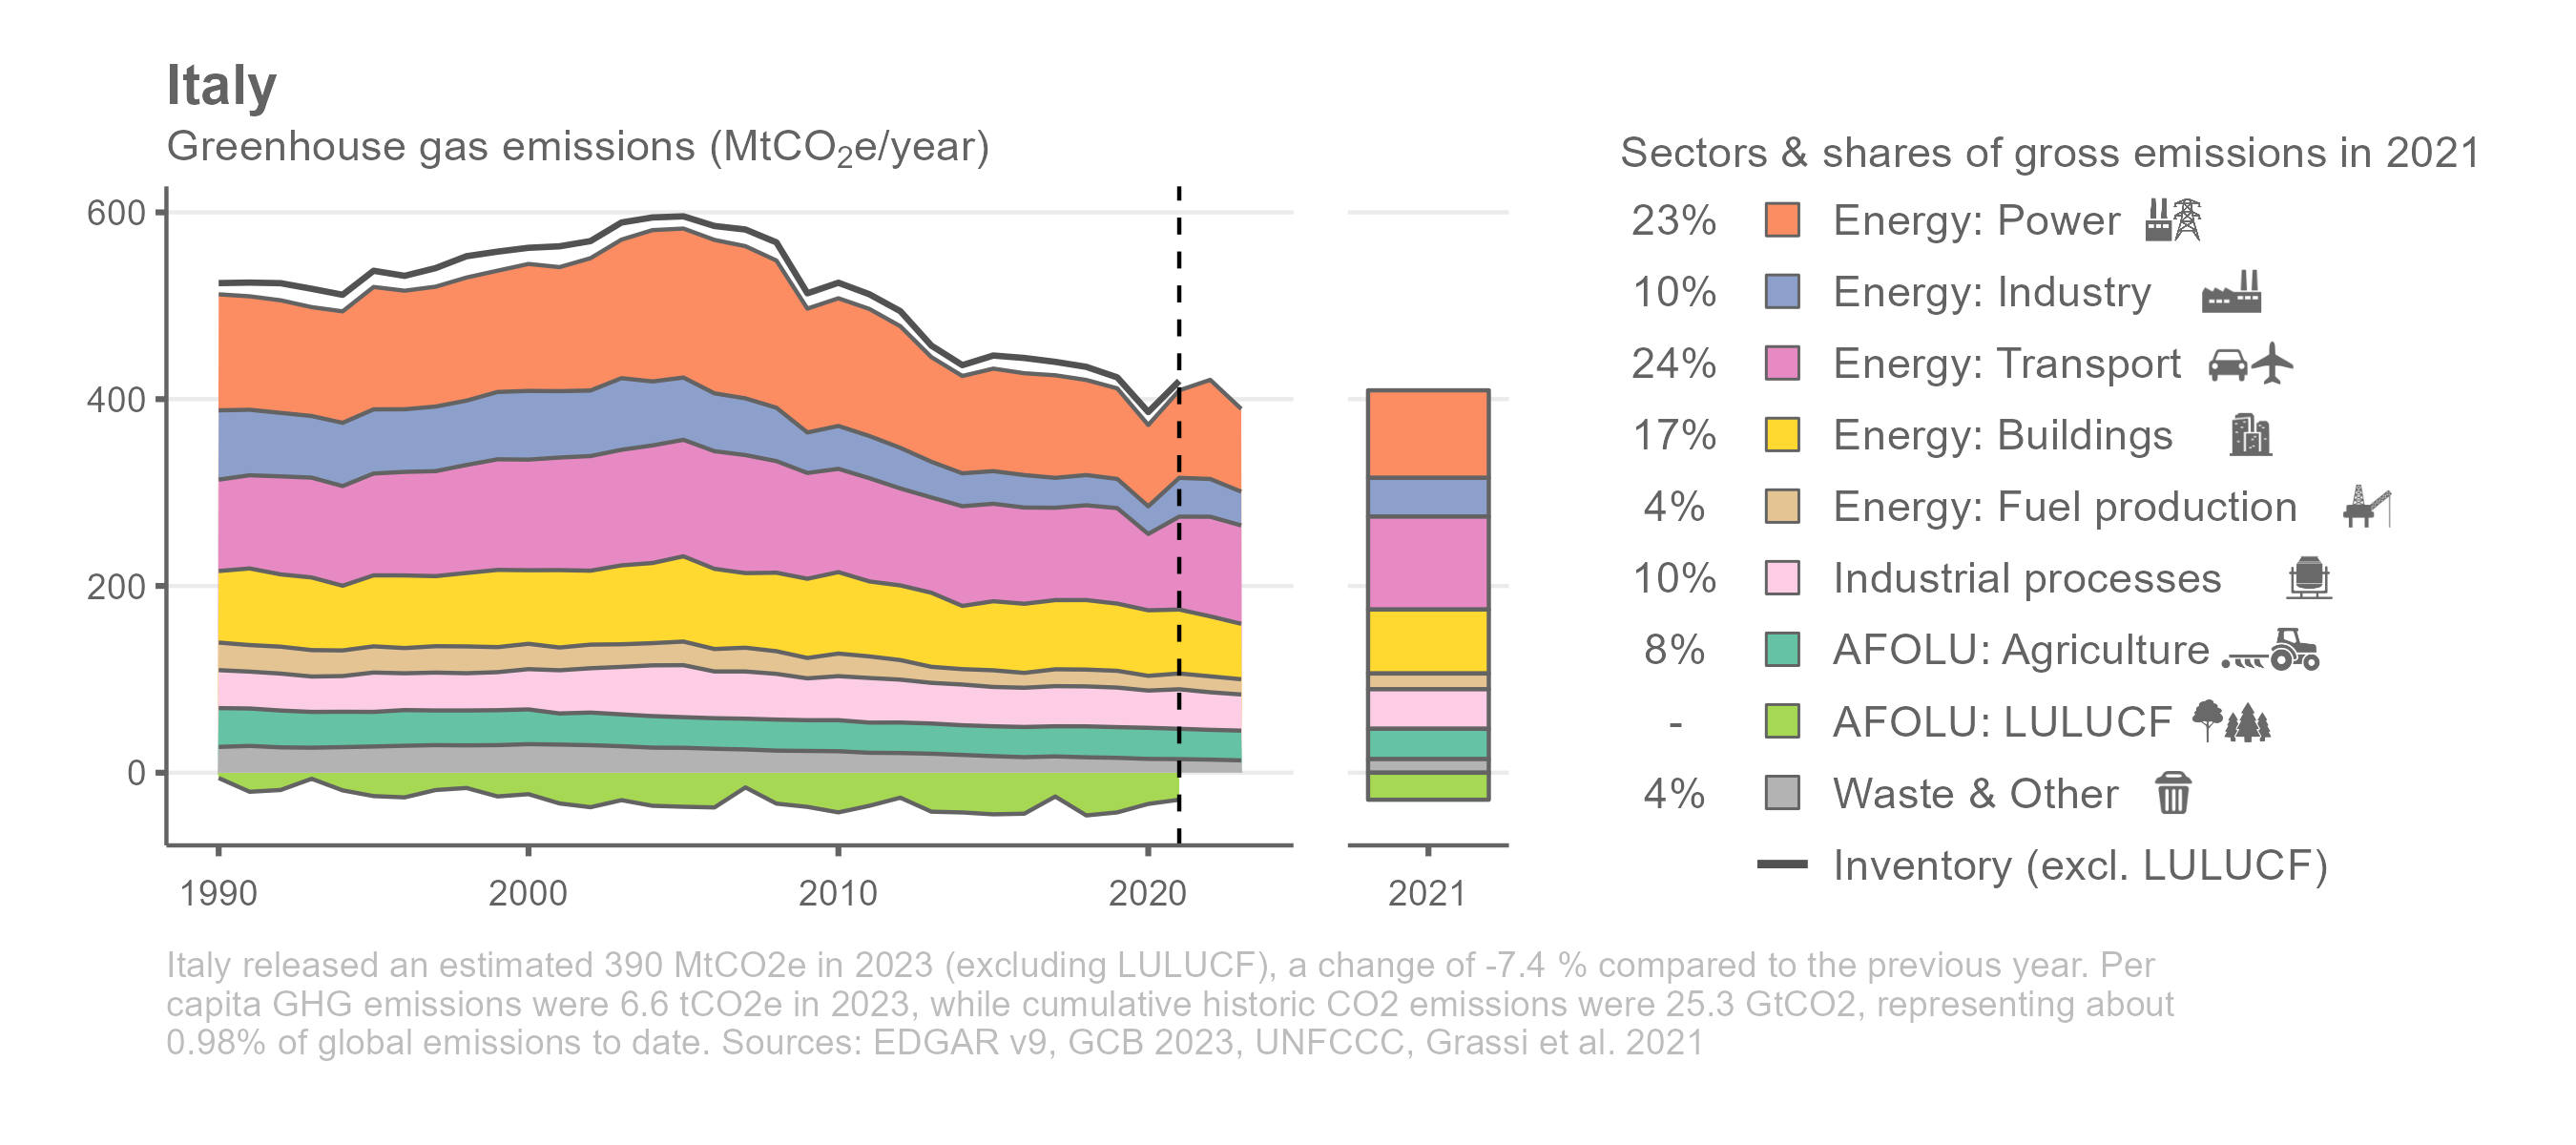 Italy
Greenhouse gas emissions (MtCO₂e/year)
600
400
200
0
1990
2000
2010
2020
2021
Sectors & shares of gross emissions in 2021
23% Energy: Power
10% Energy: Industry
24% Energy: Transport
17% Energy: Buildings
4% Energy: Fuel production
10% Industrial processes
8% AFOLU: Agriculture
- AFOLU: LULUCF
4% Waste & Other
Inventory (excl. LULUCF)
Italy released an estimated 390 MtCO2e in 2023 (excluding LULUCF), a change of -7.4 % compared to the previous year. Per
capita GHG emissions were 6.6 tCO2e in 2023, while cumulative historic CO2 emissions were 25.3 GtCO2, representing about
0.98% of global emissions to date. Sources: EDGAR v9, GCB 2023, UNFCCC, Grassi et al. 2021